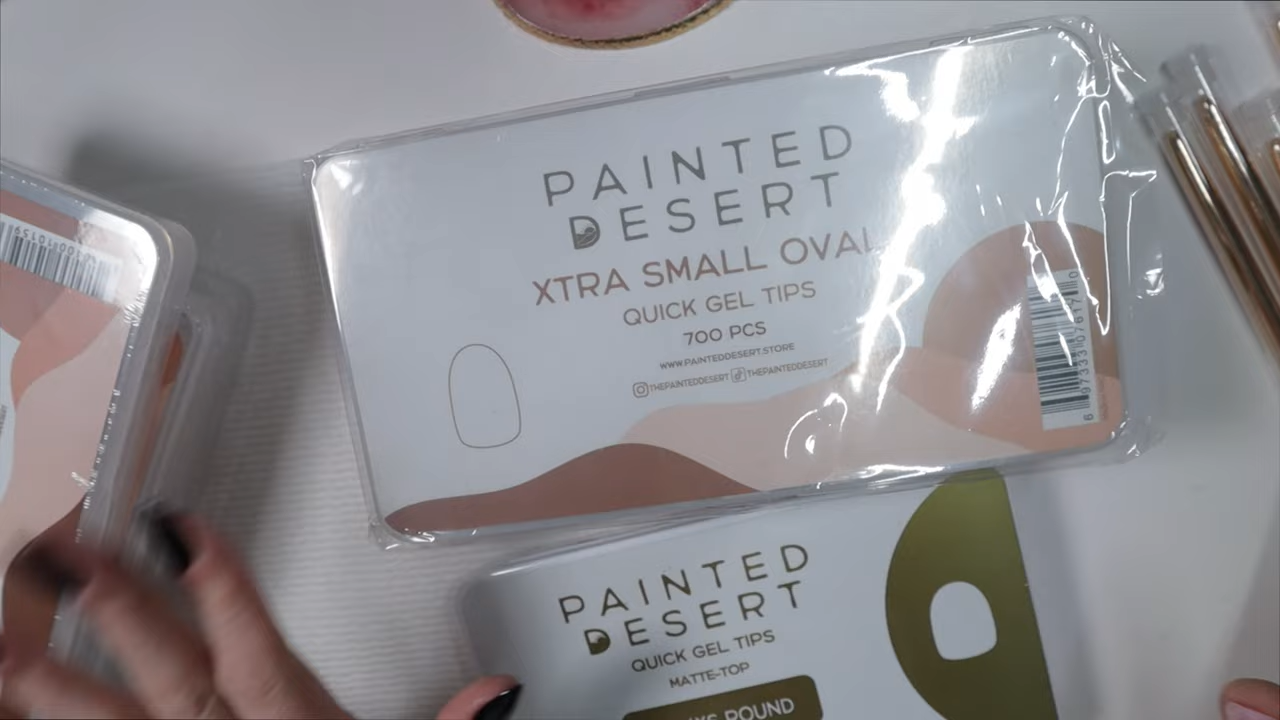 PAINTED
DESERT
XTRA SMALL OVAL
QUICK GEL TIPS
700 PCS
WWW.PAINTEDDESERT.STORE
THEPAINTEDDESERT THEPAINTEDDESERT
PAINTED
DESERT
QUICK GEL TIPS
MATTE-TOP
ROUND